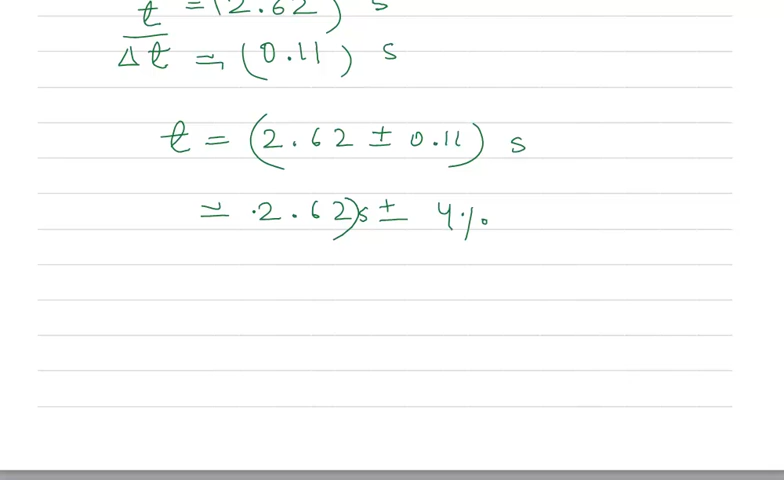 t = (2.62) s
Δt ≃ (0.11) s
t = (2.62 ± 0.11) s
≃ 2.62)s ± 4%